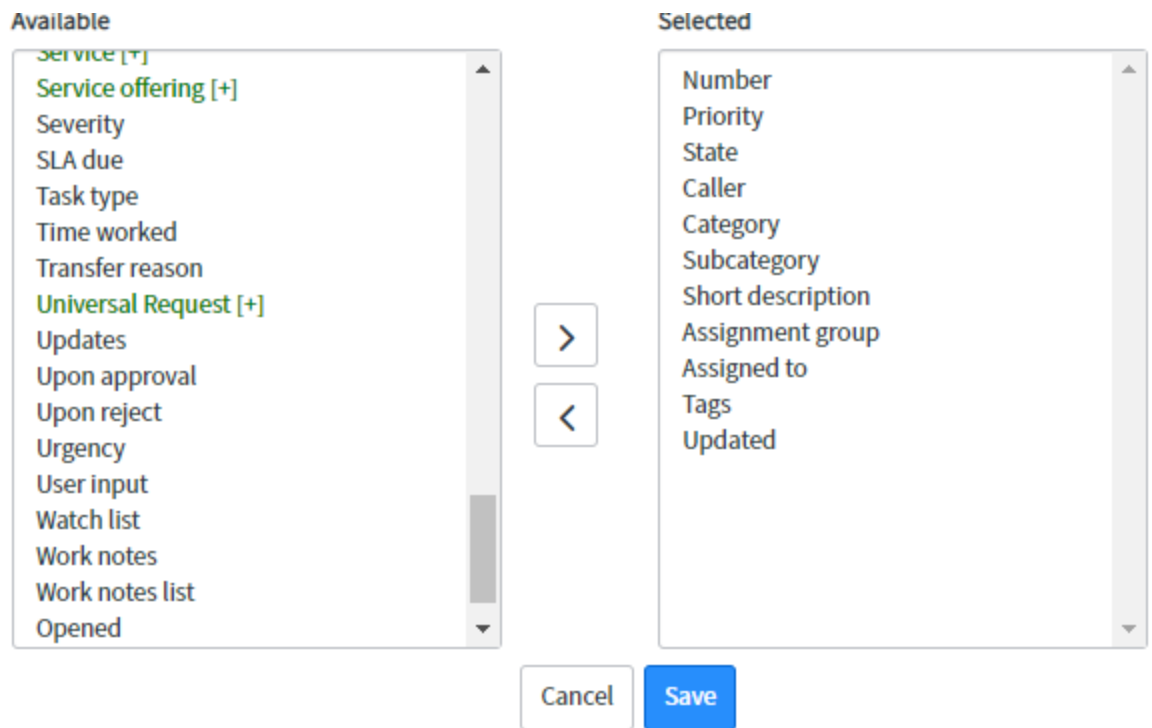 Available
Service [+]
Service offering [+]
Severity
SLA due
Task type
Time worked
Transfer reason
Universal Request [+]
Updates
Upon approval
Upon reject
Urgency
User input
Watch list
Work notes
Work notes list
Opened
Selected
Number
Priority
State
Caller
Category
Subcategory
Short description
Assignment group
Assigned to
Tags
Updated
Cancel
Save